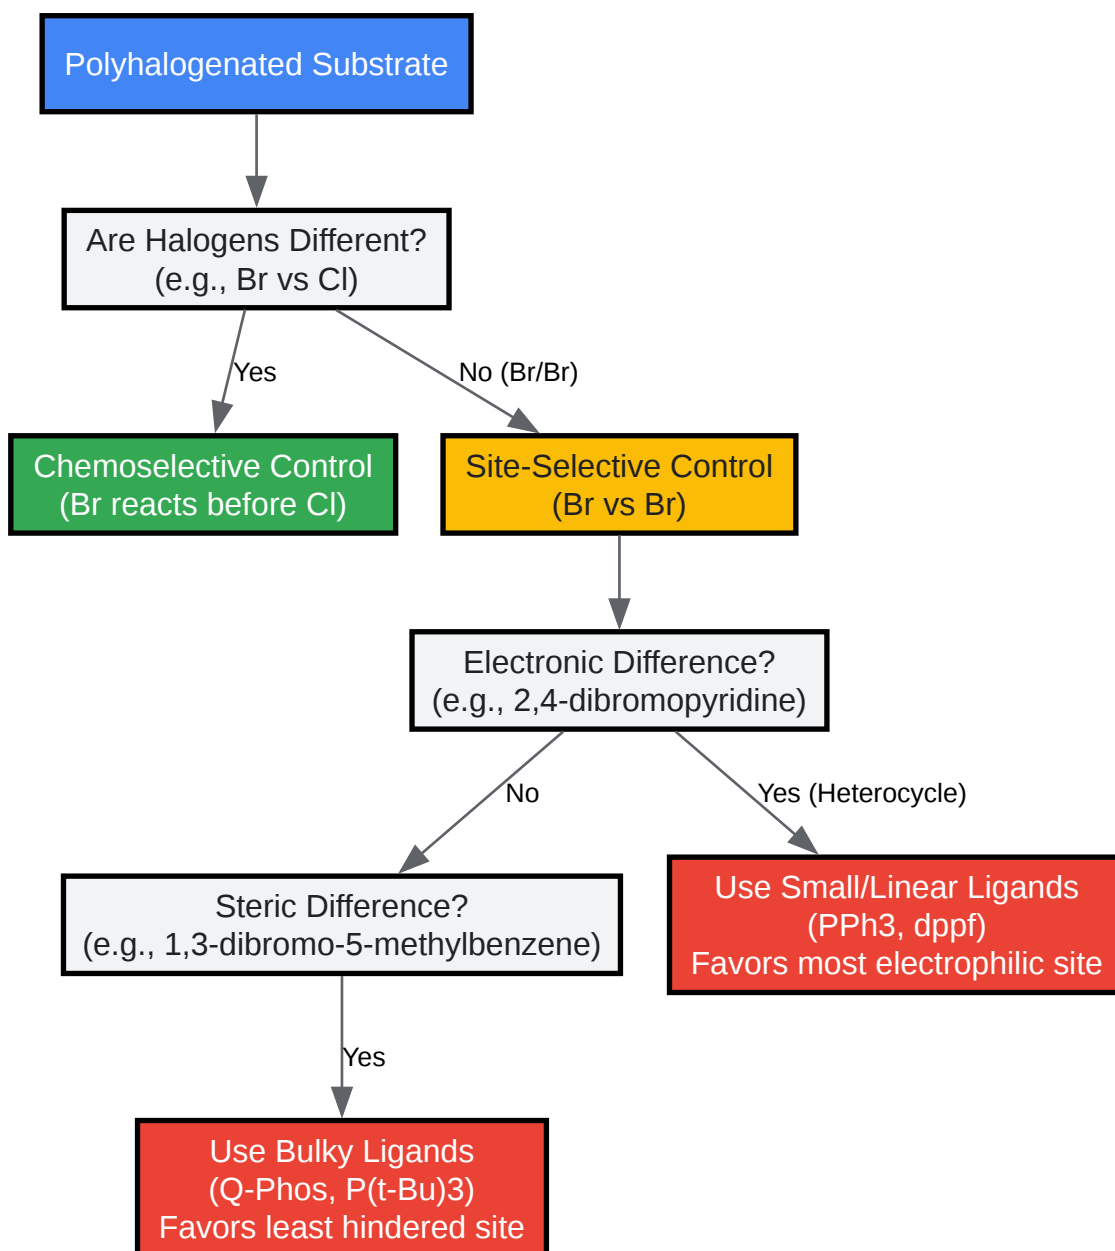 Polyhalogenated Substrate
Are Halogens Different?
(e.g., Br vs Cl)
Yes
No (Br/Br)
Chemoselective Control
(Br reacts before Cl)
Site-Selective Control
(Br vs Br)
Electronic Difference?
(e.g., 2,4-dibromopyridine)
No
Yes (Heterocycle)
Steric Difference?
(e.g., 1,3-dibromo-5-methylbenzene)
Use Small/Linear Ligands
(PPh3, dppf)
Favors most electrophilic site
Yes
Use Bulky Ligands
(Q-Phos, P(t-Bu)3)
Favors least hindered site